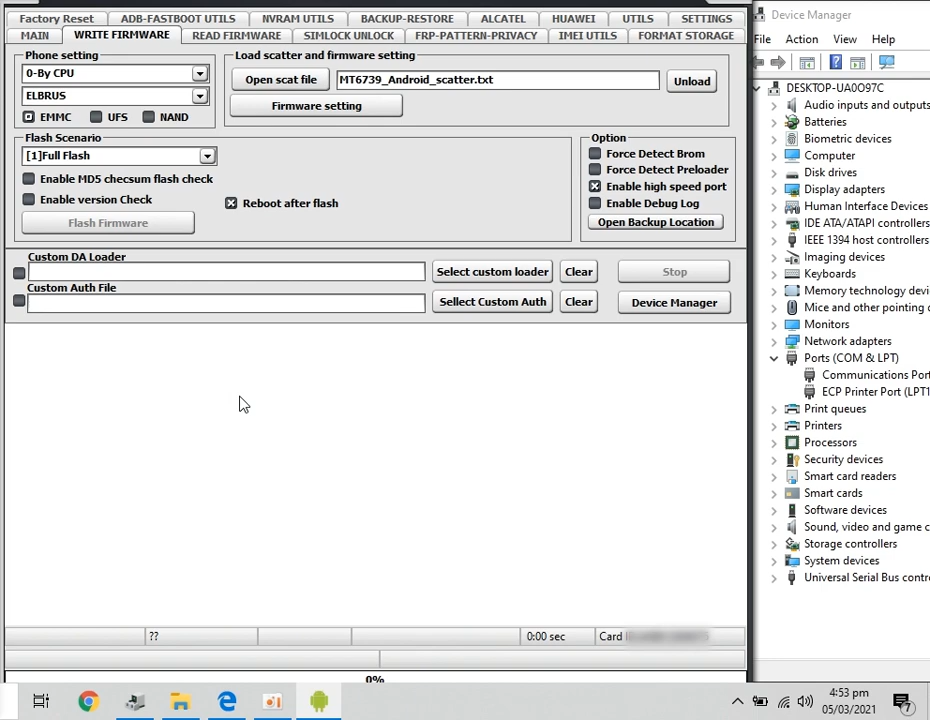 Factory Reset ADB-FASTBOOT UTILS NVRAM UTILS BACKUP-RESTORE ALCATEL HUAWEI UTILS SETTINGS
MAIN WRITE FIRMWARE READ FIRMWARE SIMLOCK UNLOCK FRP-PATTERN-PRIVACY IMEI UTILS FORMAT STORAGE
Phone setting
0-By CPU
ELBRUS
EMMC UFS NAND
Load scatter and firmware setting
Open scat file MT6739_Android_scatter.txt Unload
Firmware setting
Flash Scenario
[1]Full Flash
Enable MD5 checsum flash check
Enable version Check
Reboot after flash
Flash Firmware
Option
Force Detect Brom
Force Detect Preloader
Enable high speed port
Enable Debug Log
Open Backup Location
Custom DA Loader
Select custom loader Clear Stop
Custom Auth File
Sellect Custom Auth Clear Device Manager
?? 0:00 sec Card
0%
Device Manager
File Action View Help
DESKTOP-UA0O97C
Audio inputs and outputs
Batteries
Biometric devices
Computer
Disk drives
Display adapters
Human Interface Devices
IDE ATA/ATAPI controllers
IEEE 1394 host controllers
Imaging devices
Keyboards
Memory technology devi
Mice and other pointing d
Monitors
Network adapters
Ports (COM & LPT)
Communications Port
ECP Printer Port (LPT1
Print queues
Printers
Processors
Security devices
Smart card readers
Smart cards
Software devices
Sound, video and game c
Storage controllers
System devices
Universal Serial Bus contr
4:53 pm
05/03/2021
7